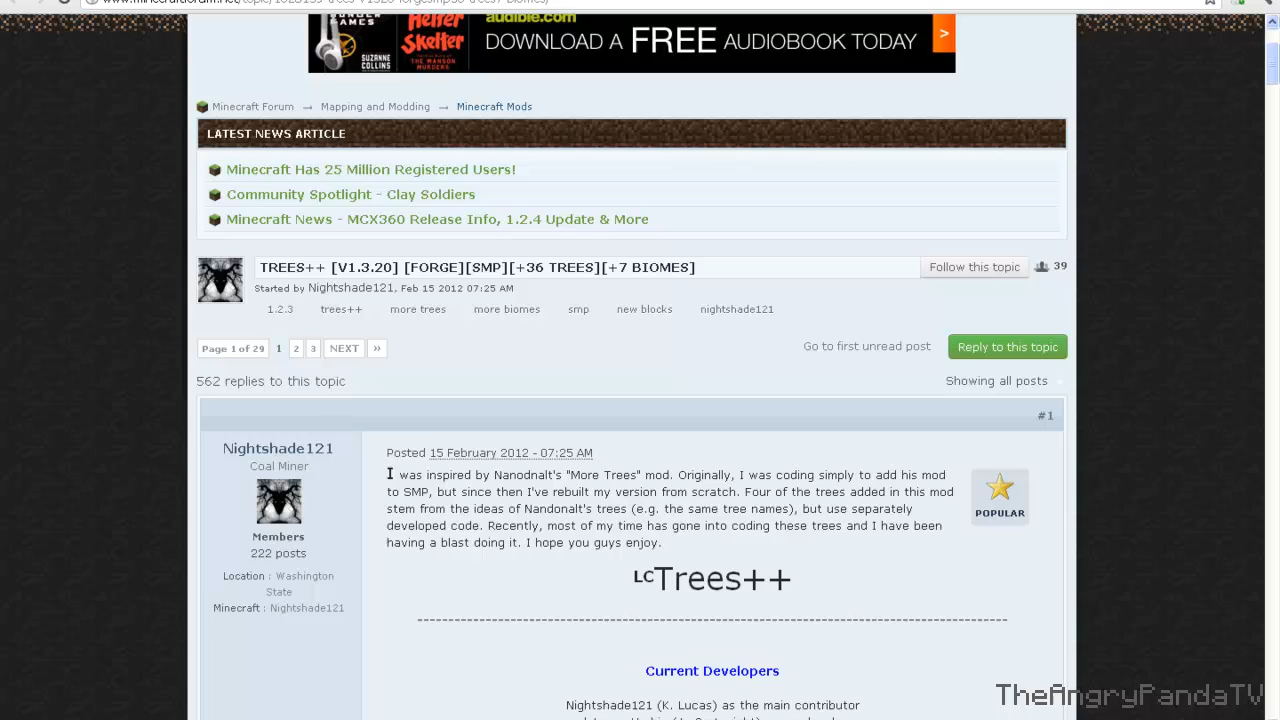 HUNGER GAMES
Helter Skelter
SUZANNE COLLINS
THE MANSON MURDERS
audible.com
DOWNLOAD A FREE AUDIOBOOK TODAY
>
Minecraft Forum → Mapping and Modding → Minecraft Mods
LATEST NEWS ARTICLE
Minecraft Has 25 Million Registered Users!
Community Spotlight - Clay Soldiers
Minecraft News - MCX360 Release Info, 1.2.4 Update & More
TREES++ [V1.3.20] [FORGE][SMP][+36 TREES][+7 BIOMES]
Follow this topic
39
Started by Nightshade121, Feb 15 2012 07:25 AM
1.2.3 trees++ more trees more biomes smp new blocks nightshade121
Page 1 of 29 1 2 3 NEXT »
Go to first unread post
Reply to this topic
562 replies to this topic
Showing all posts
#1
Nightshade121
Coal Miner
Members
222 posts
Location : Washington
State
Minecraft : Nightshade121
Posted 15 February 2012 - 07:25 AM
I was inspired by Nanodnalt's "More Trees" mod. Originally, I was coding simply to add his mod
to SMP, but since then I've rebuilt my version from scratch. Four of the trees added in this mod
stem from the ideas of Nandonalt's trees (e.g. the same tree names), but use separately
developed code. Recently, most of my time has gone into coding these trees and I have been
having a blast doing it. I hope you guys enjoy.
POPULAR
LCTrees++
-----------------------------------------------------------------------------------------------
Current Developers
Nightshade121 (K. Lucas) as the main contributor
TheAngryPandaTV